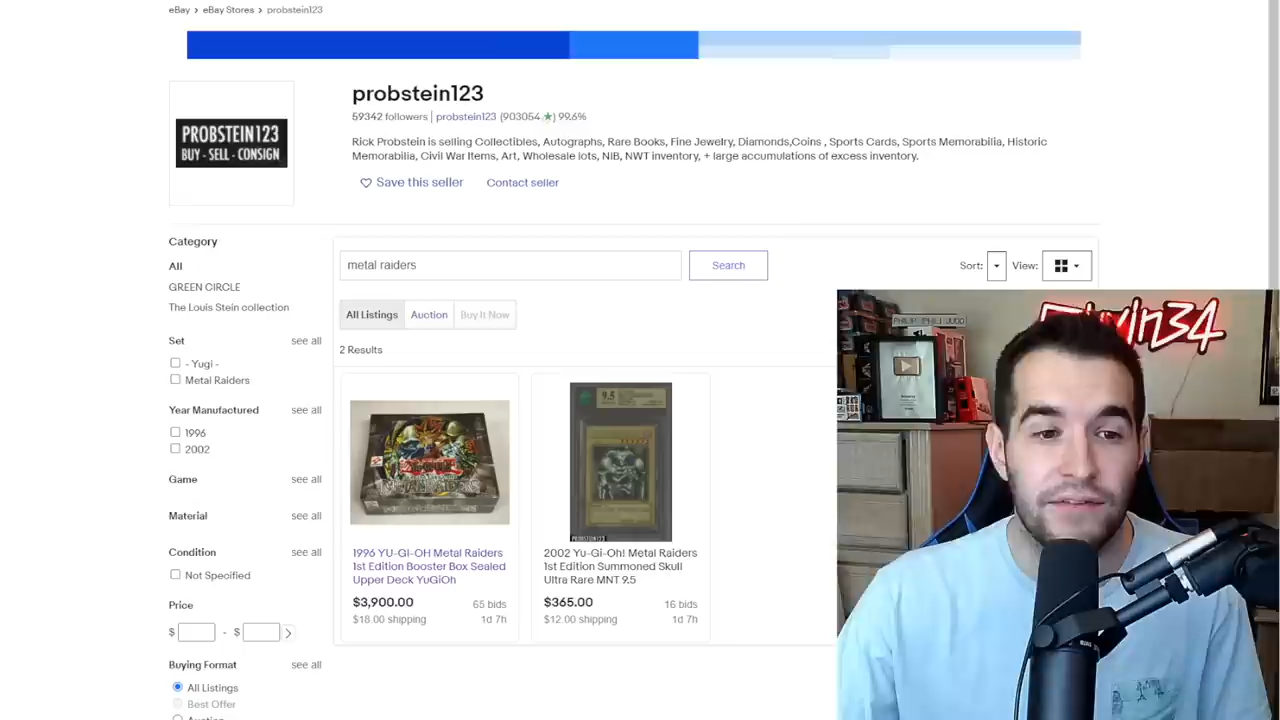 eBay > eBay Stores > probstein123
PROBSTEIN123
BUY - SELL - CONSIGN
probstein123
59342 followers | probstein123 (903054 ★) 99.6%
Rick Probstein is selling Collectibles, Autographs, Rare Books, Fine Jewelry, Diamonds,Coins , Sports Cards, Sports Memorabilia, Historic
Memorabilia, Civil War Items, Art, Wholesale lots, NIB, NWT inventory, + large accumulations of excess inventory.
Save this seller
Contact seller
Category
All
GREEN CIRCLE
The Louis Stein collection
Set see all
- Yugi -
Metal Raiders
Year Manufactured see all
1996
2002
Game see all
Material see all
Condition see all
Not Specified
Price
$ - $
Buying Format see all
All Listings
Best Offer
Auction
metal raiders
Search
Sort:
View:
All Listings
Auction
Buy It Now
2 Results
1996 YU-GI-OH Metal Raiders
1st Edition Booster Box Sealed
Upper Deck YuGiOh
$3,900.00 65 bids
$18.00 shipping 1d 7h
9.5
PROBSTEIN123
2002 Yu-Gi-Oh! Metal Raiders
1st Edition Summoned Skull
Ultra Rare MNT 9.5
$365.00 16 bids
$12.00 shipping 1d 7h
PHILIP "PHILI JUDD